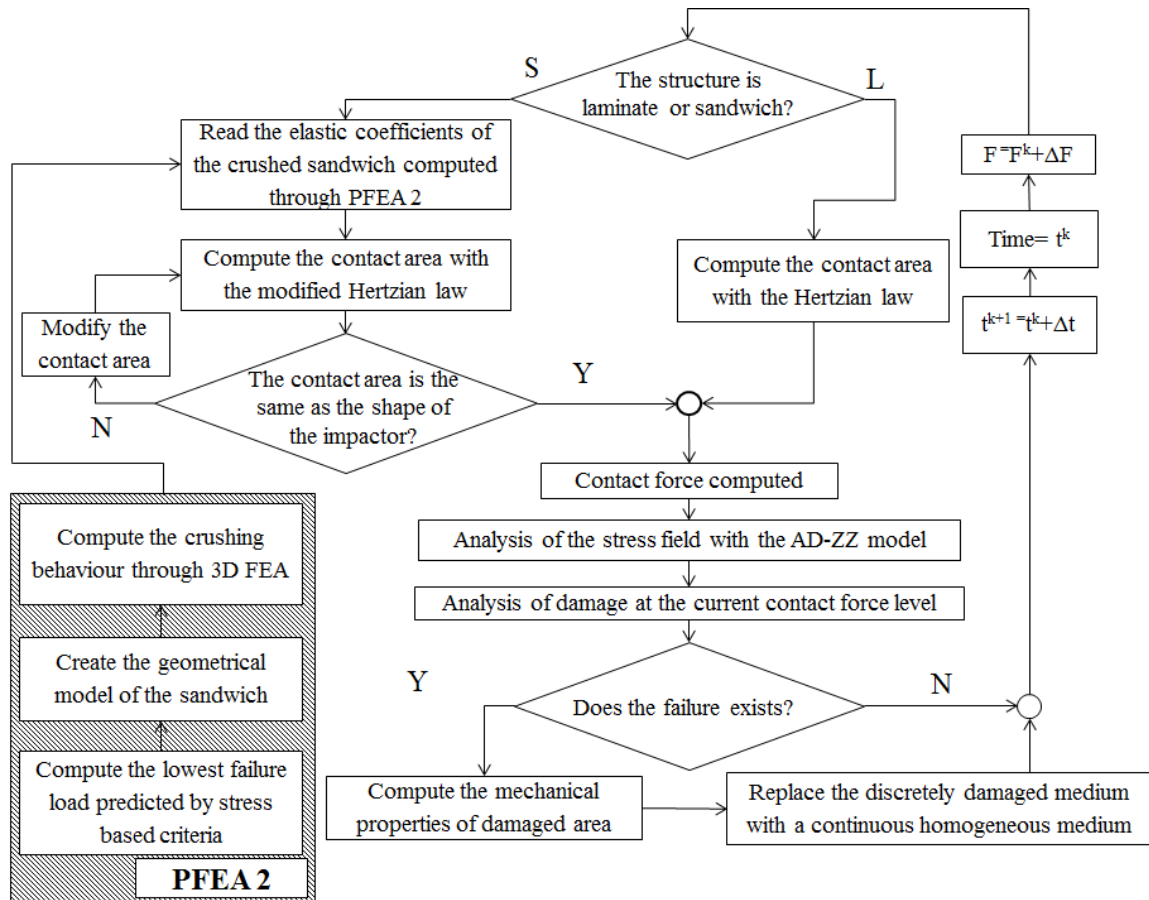 S
The structure is
laminate or sandwich?
L
Read the elastic coefficients of
the crushed sandwich computed
through PFEA 2
F =F^k+ΔF
Time= t^k
t^k+1 =t^k+Δt
Compute the contact area with
the modified Hertzian law
Compute the contact area
with the Hertzian law
Modify the
contact area
The contact area is the
same as the shape of
the impactor?
Y
N
Contact force computed
Analysis of the stress field with the AD-ZZ model
Analysis of damage at the current contact force level
Y
Does the failure exists?
N
Compute the mechanical
properties of damaged area
Replace the discretely damaged medium
with a continuous homogeneous medium
Compute the crushing
behaviour through 3D FEA
Create the geometrical
model of the sandwich
Compute the lowest failure
load predicted by stress
based criteria
PFEA 2